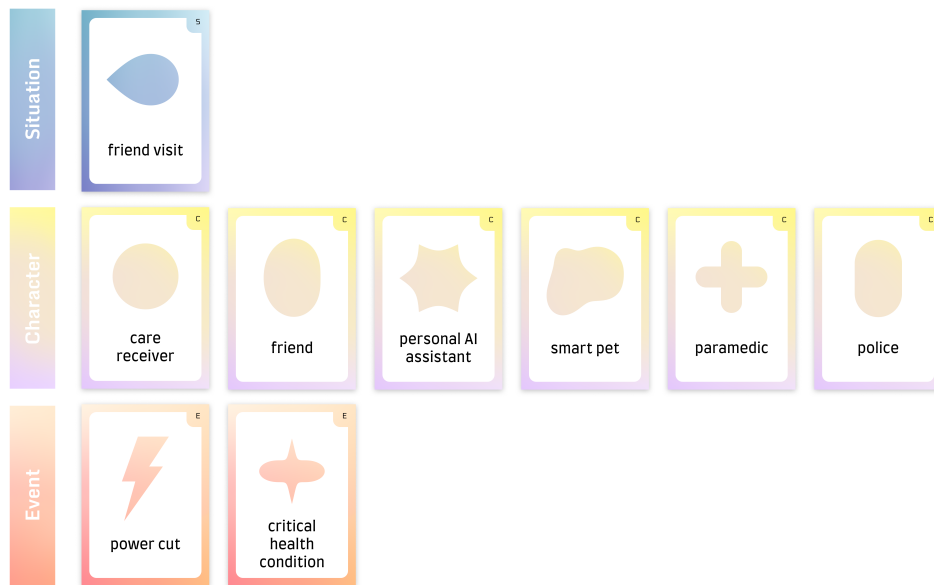 Situation
S
friend visit
Character
C
care
receiver
C
friend
C
personal AI
assistant
C
smart pet
C
paramedic
C
police
Event
E
power cut
E
critical
health
condition